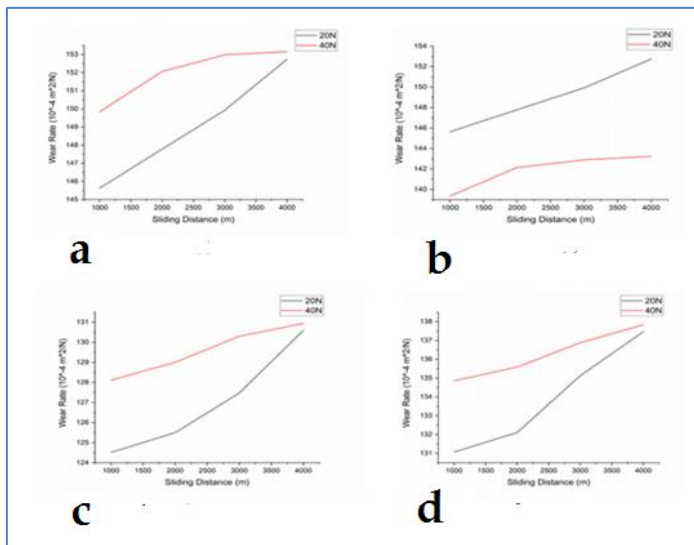 20N
40N
Wear Rate (10^-4 m^2/N)
153
152
151
150
149
148
147
146
145
1000 1500 2000 2500 3000 3500 4000
Sliding Distance (m)
a
20N
40N
Wear Rate (10^-4 m^2/N)
154
152
150
148
146
144
142
140
1000 1500 2000 2500 3000 3500 4000
Sliding Distance (m)
b
20N
40N
Wear Rate (10^-4 m^2/N)
131
130
129
128
127
126
125
124
1000 1500 2000 2500 3000 3500 4000
Sliding Distance (m)
c
20N
40N
Wear Rate (10^-4 m^2/N)
138
137
136
135
134
133
132
131
1000 1500 2000 2500 3000 3500 4000
Sliding Distance (m)
d